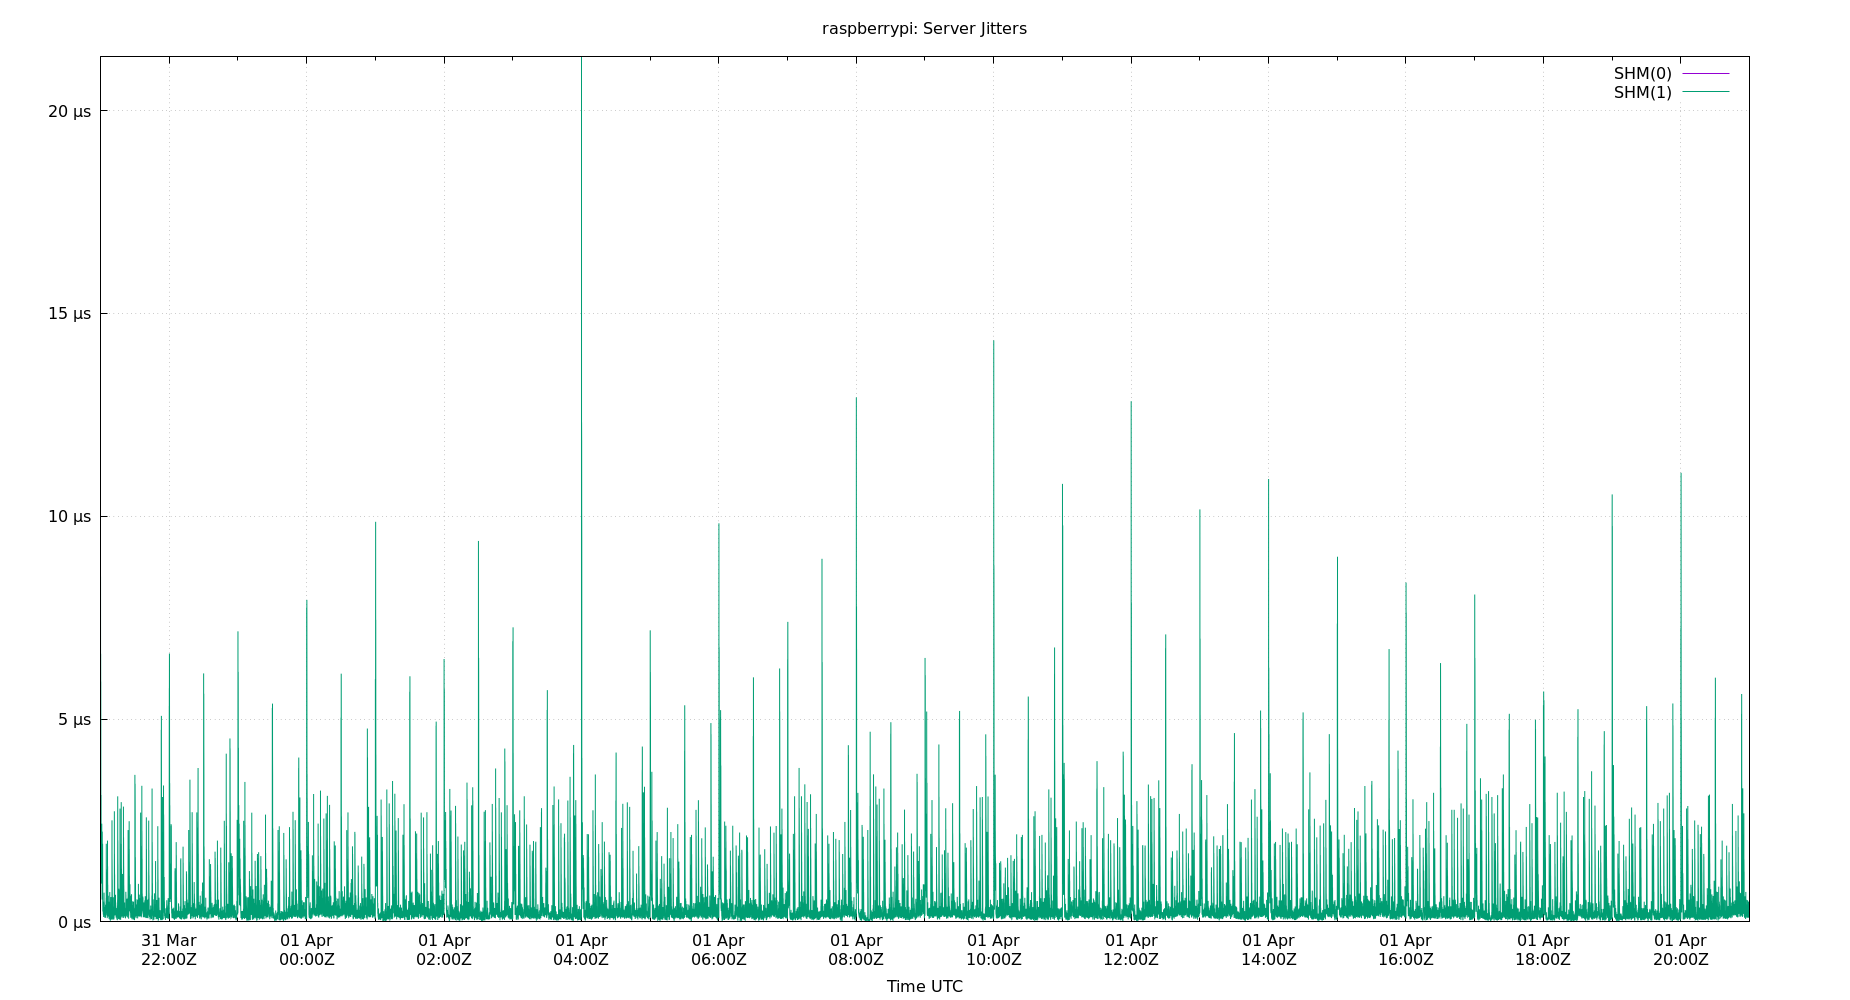 raspberrypi: Server Jitters
SHM(0)
SHM(1)
20 µs
15 µs
10 µs
5 µs
0 µs
31 Mar 01 Apr 01 Apr 01 Apr 01 Apr 01 Apr 01 Apr 01 Apr 01 Apr 01 Apr 01 Apr 01 Apr
22:00Z 00:00Z 02:00Z 04:00Z 06:00Z 08:00Z 10:00Z 12:00Z 14:00Z 16:00Z 18:00Z 20:00Z
Time UTC